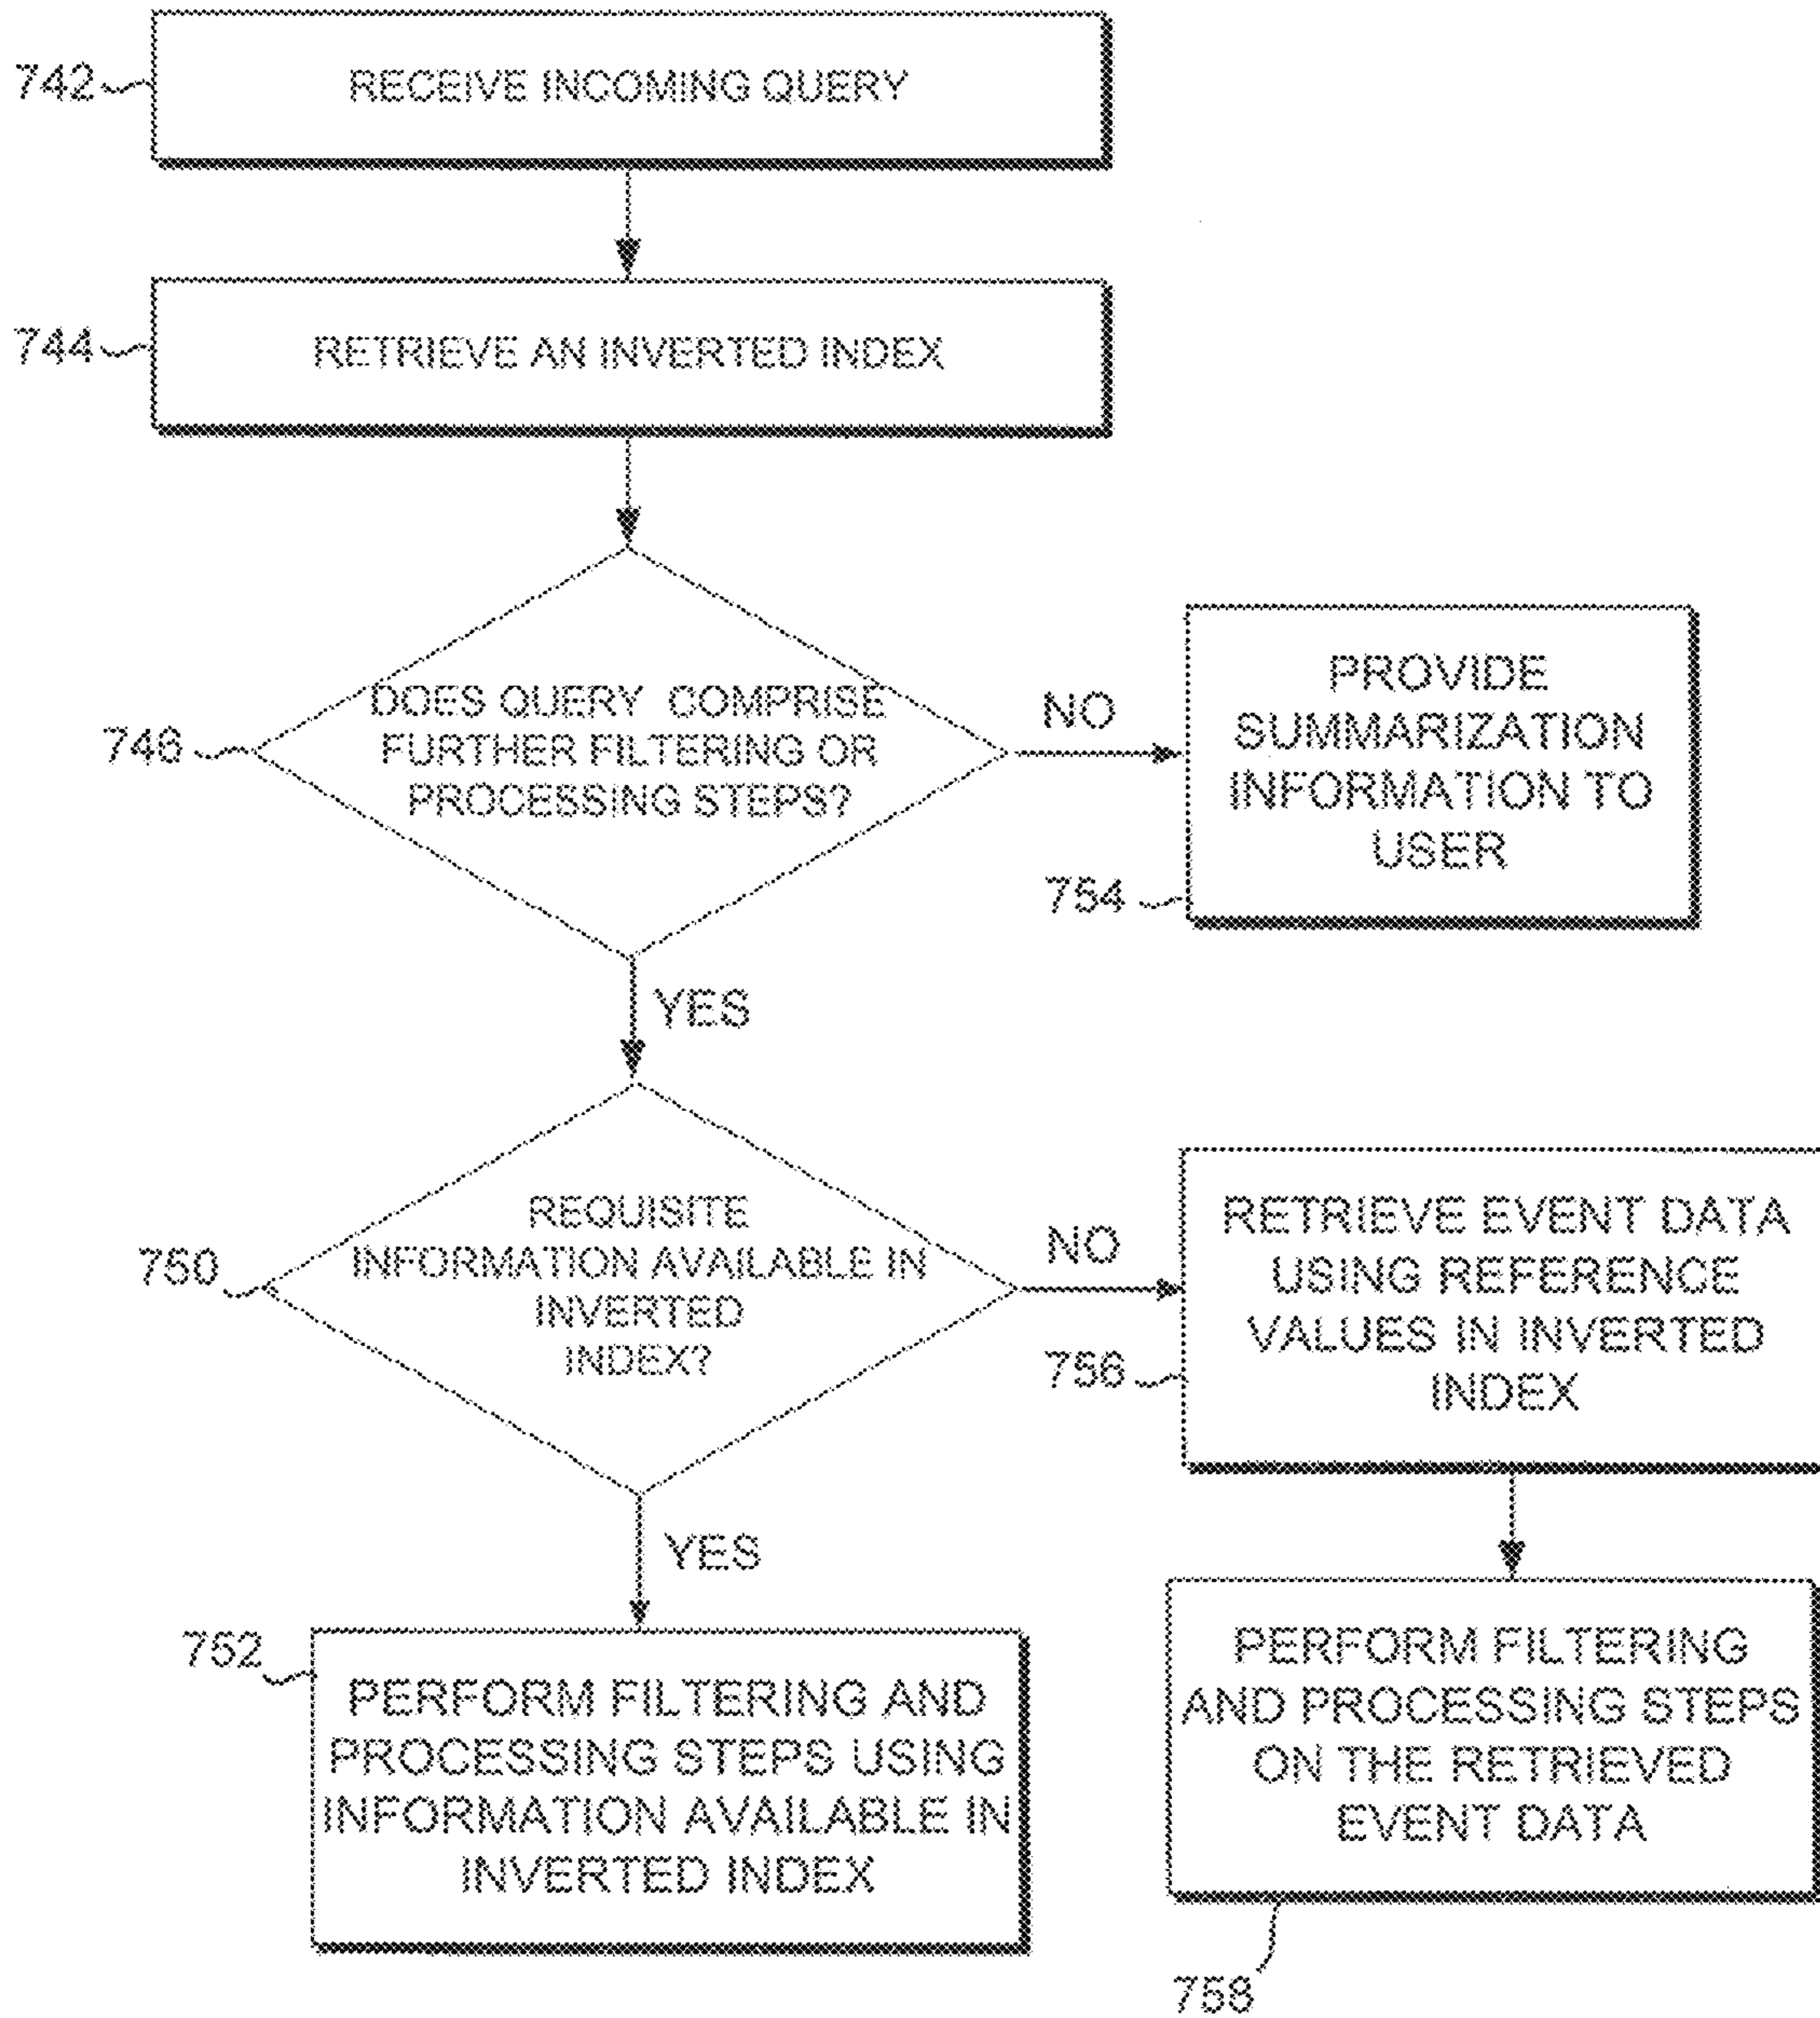 742
RECEIVE INCOMING QUERY
744
RETRIEVE AN INVERTED INDEX
746
DOES QUERY COMPRISE
FURTHER FILTERING OR
PROCESSING STEPS?
NO
PROVIDE
SUMMARIZATION
INFORMATION TO
USER
754
YES
750
REQUISITE
INFORMATION AVAILABLE IN
INVERTED
INDEX?
NO
RETRIEVE EVENT DATA
USING REFERENCE
VALUES IN INVERTED
INDEX
756
YES
752
PERFORM FILTERING AND
PROCESSING STEPS USING
INFORMATION AVAILABLE IN
INVERTED INDEX
PERFORM FILTERING
AND PROCESSING STEPS
ON THE RETRIEVED
EVENT DATA
758